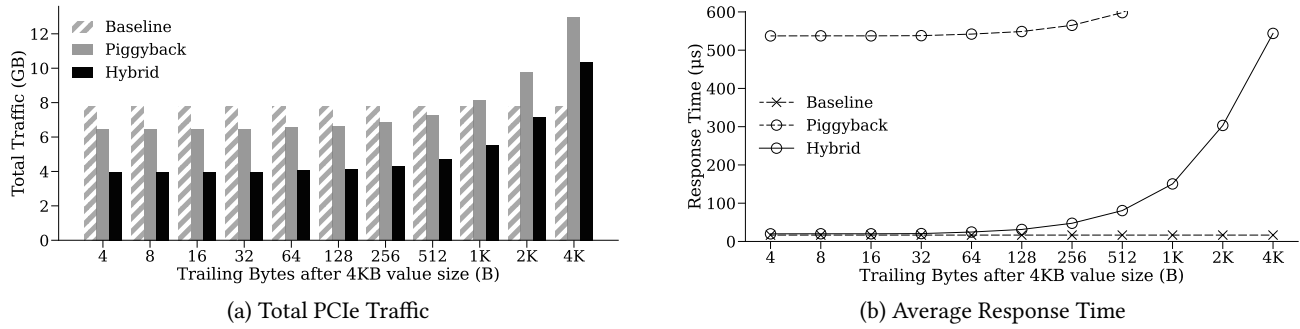 Total Traffic (GB)
12
10
8
6
4
2
0
Baseline
Piggyback
Hybrid
4 8 16 32 64 128 256 512 1K 2K 4K
Trailing Bytes after 4KB value size (B)
(a) Total PCIe Traffic
Response Time (μs)
600
500
400
300
200
100
0
Baseline
Piggyback
Hybrid
4 8 16 32 64 128 256 512 1K 2K 4K
Trailing Bytes after 4KB value size (B)
(b) Average Response Time